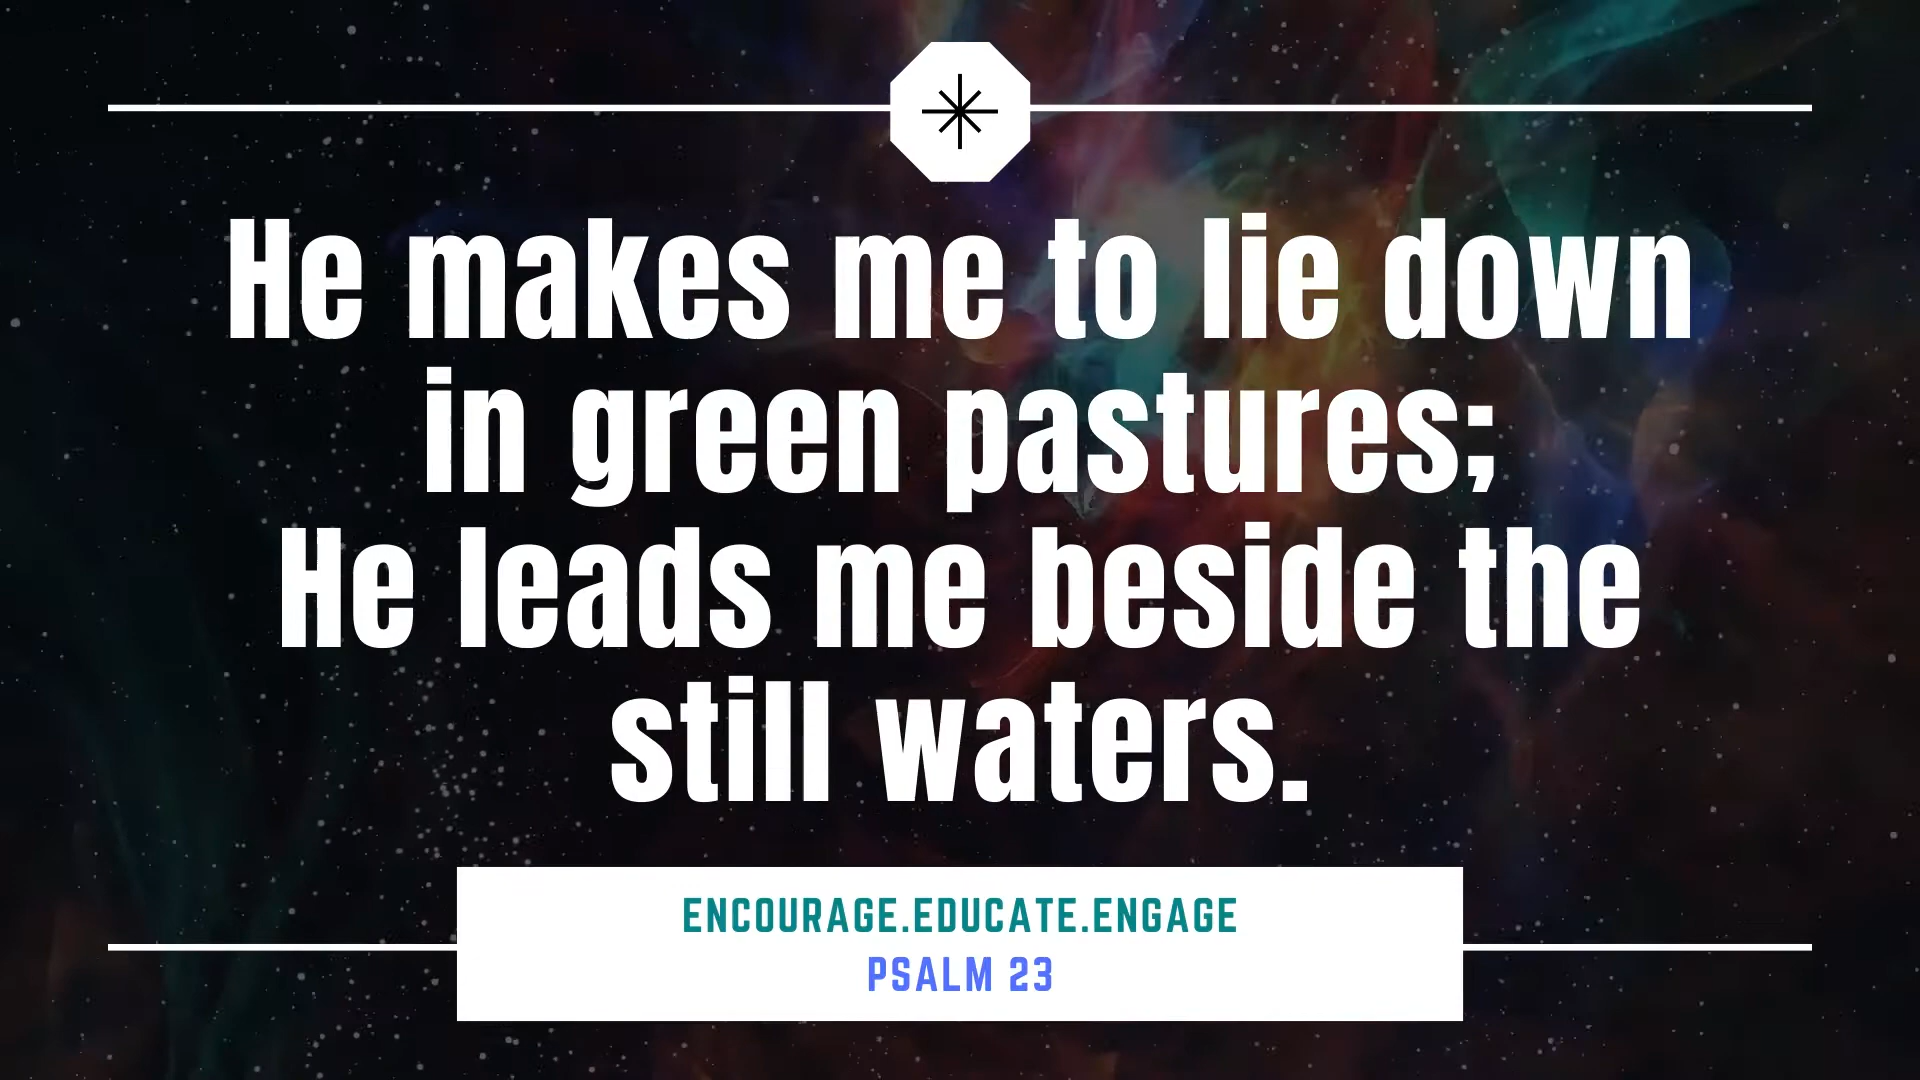 He makes me to lie down
in green pastures;
He leads me beside the
still waters.
ENCOURAGE.EDUCATE.ENGAGE
PSALM 23